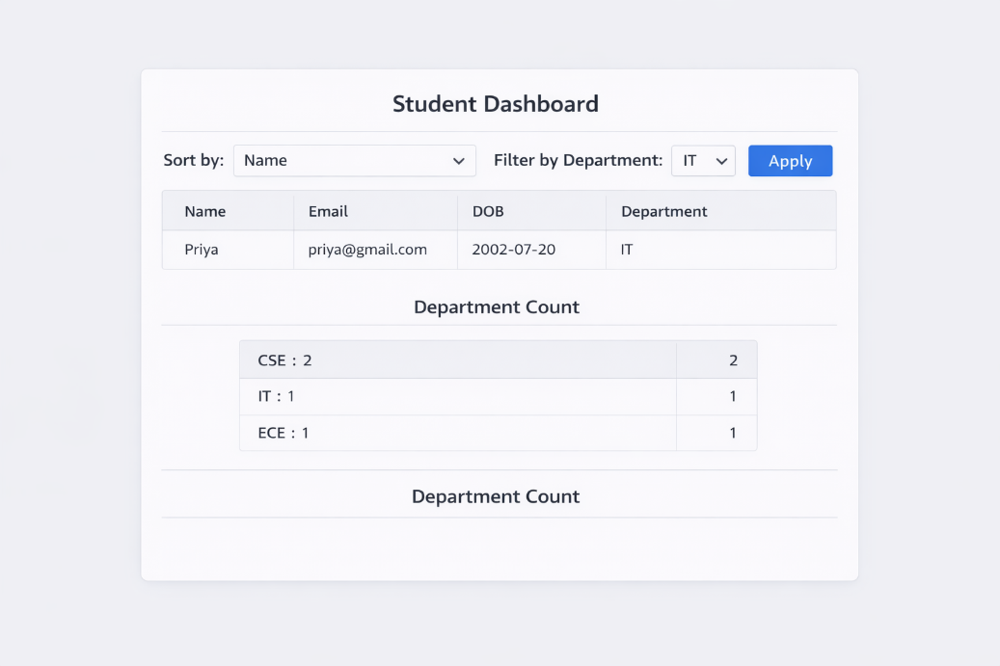 Student Dashboard
Sort by: Name Filter by Department: IT Apply
Name Email DOB Department
Priya priya@gmail.com 2002-07-20 IT
Department Count
CSE : 2 2
IT : 1 1
ECE : 1 1
Department Count